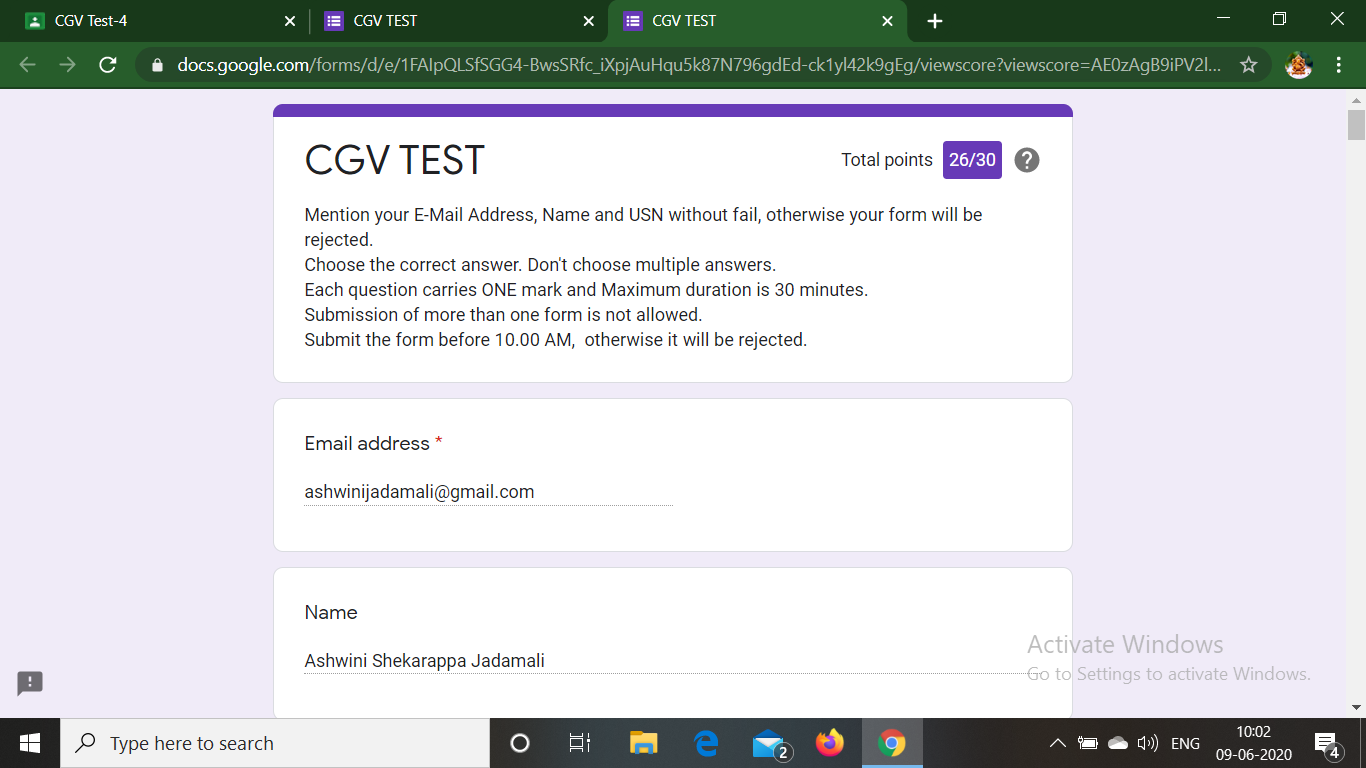 CGV Test-4
CGV TEST
CGV TEST
docs.google.com/forms/d/e/1FAIpQLSfSGG4-BwsSRfc_iXpjAuHqu5k87N796gdEd-ck1yl42k9gEg/viewscore?viewscore=AE0zAgB9iPV2l...
CGV TEST
Total points 26/30
Mention your E-Mail Address, Name and USN without fail, otherwise your form will be
rejected.
Choose the correct answer. Don't choose multiple answers.
Each question carries ONE mark and Maximum duration is 30 minutes.
Submission of more than one form is not allowed.
Submit the form before 10.00 AM,  otherwise it will be rejected.
Email address *
ashwinijadamali@gmail.com
Name
Ashwini Shekarappa Jadamali
Activate Windows
Go to Settings to activate Windows.
Type here to search
2
ENG
10:02
09-06-2020
4